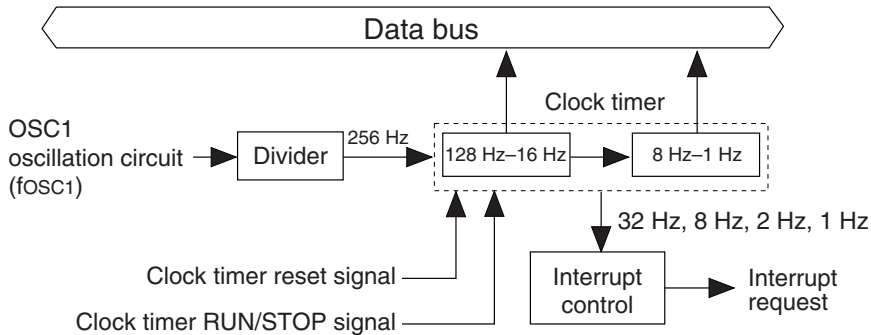 Data bus
Clock timer
OSC1
oscillation circuit
(fOSC1)
Divider
256 Hz
128 Hz–16 Hz
8 Hz–1 Hz
32 Hz, 8 Hz, 2 Hz, 1 Hz
Clock timer reset signal
Clock timer RUN/STOP signal
Interrupt
control
Interrupt
request